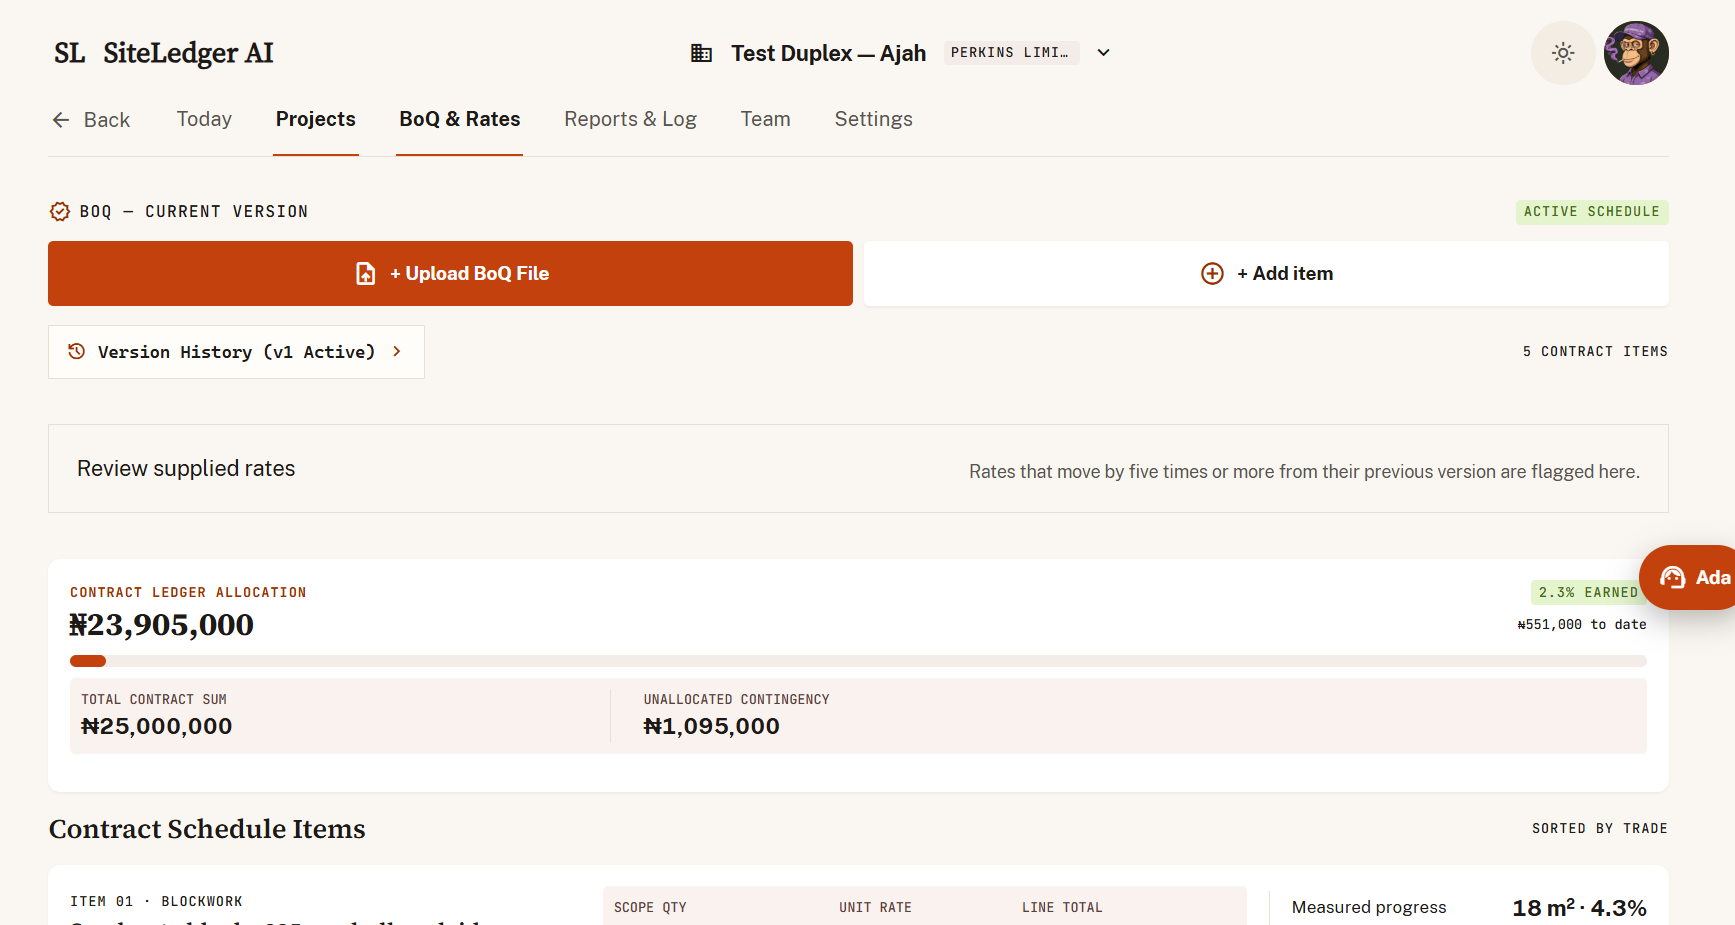 SL SiteLedger AI
Test Duplex — Ajah PERKINS LIMI…
Back Today Projects BoQ & Rates Reports & Log Team Settings
BOQ — CURRENT VERSION
ACTIVE SCHEDULE
+ Upload BoQ File
+ Add item
Version History (v1 Active)
5 CONTRACT ITEMS
Review supplied rates
Rates that move by five times or more from their previous version are flagged here.
CONTRACT LEDGER ALLOCATION
2.3% EARNED
Ada
₦23,905,000
₦551,000 to date
TOTAL CONTRACT SUM
₦25,000,000
UNALLOCATED CONTINGENCY
₦1,095,000
Contract Schedule Items
SORTED BY TRADE
ITEM 01 · BLOCKWORK
SCOPE QTY UNIT RATE LINE TOTAL
Measured progress 18 m² · 4.3%